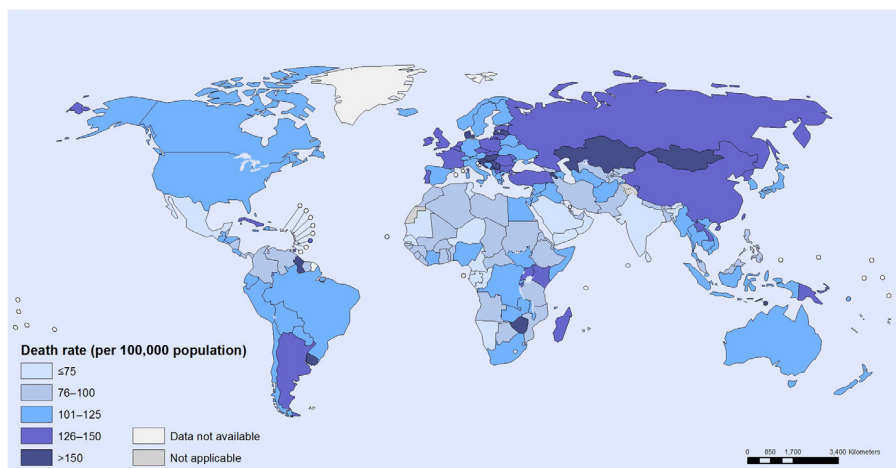 Death rate (per 100,000 population)
≤75
76–100
101–125
126–150
>150
Data not available
Not applicable
0 850 1,700 3,400 Kilometers